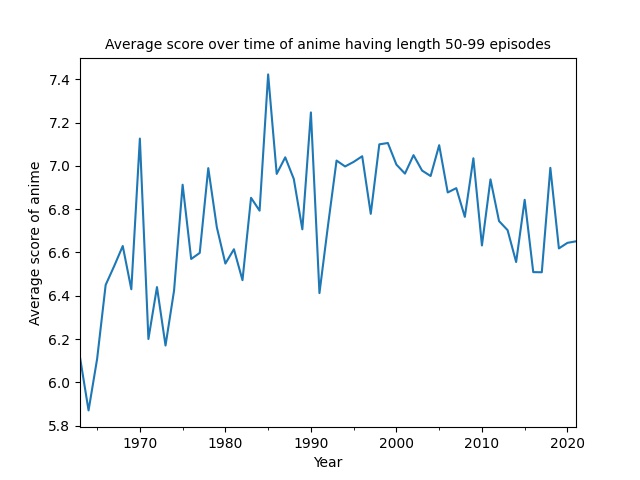 Average score over time of anime having length 50-99 episodes
Average score of anime
7.4
7.2
7.0
6.8
6.6
6.4
6.2
6.0
5.8
1970 1980 1990 2000 2010 2020
Year